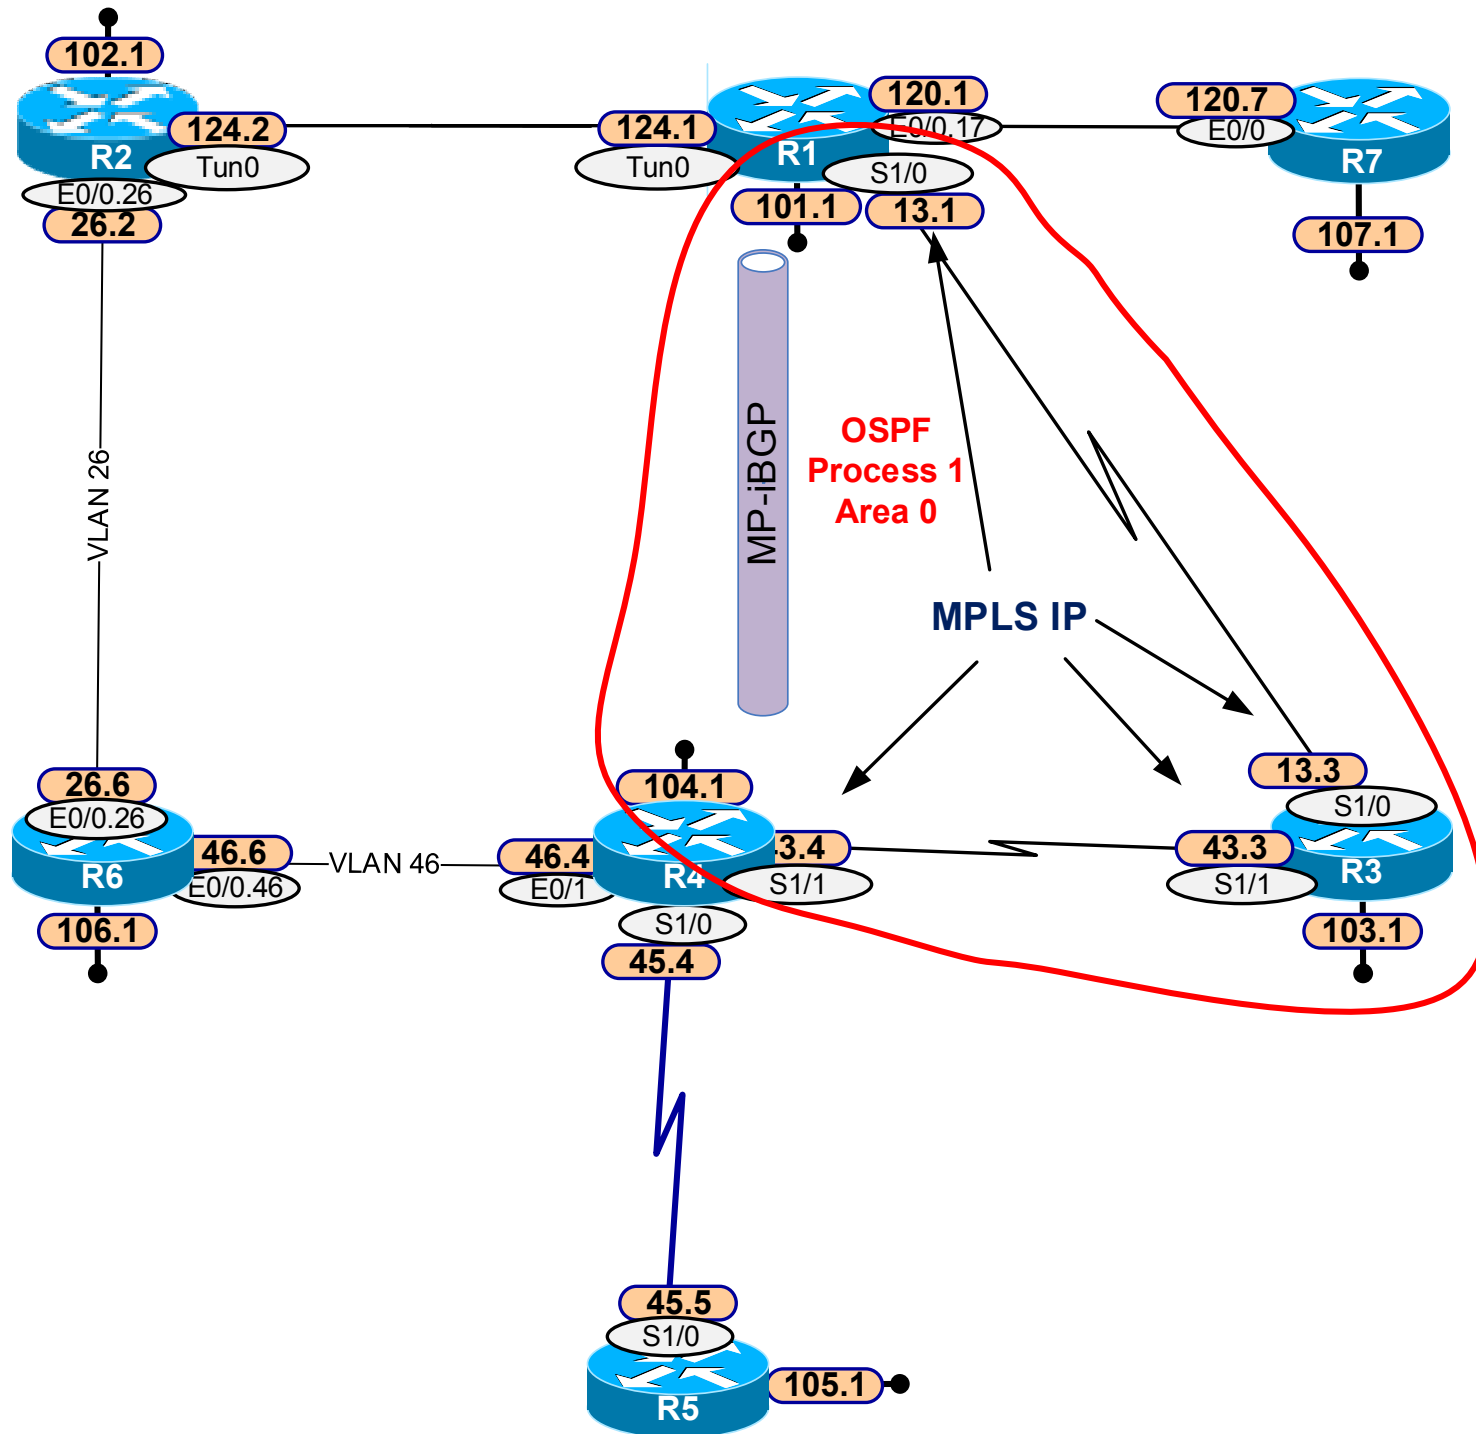 102.1
R2
124.2
Tun0
E0/0.26
26.2
124.1
Tun0
R1
120.1
E0/0.17
S1/0
101.1
13.1
120.7
E0/0
R7
107.1
VLAN 26
MP-iBGP
OSPF
Process 1
Area 0
MPLS IP
26.6
E0/0.26
R6
46.6
E0/0.46
106.1
VLAN 46
104.1
46.4
E0/1
R4
43.4
S1/1
S1/0
45.4
13.3
S1/0
43.3
S1/1
R3
103.1
45.5
S1/0
R5
105.1